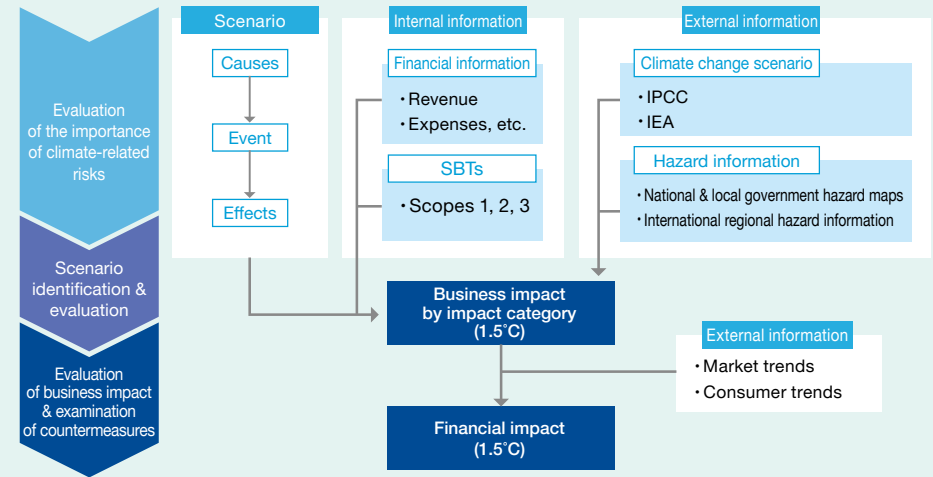 Evaluation
of the importance
of climate-related
risks
Scenario
identification &
evaluation
Evaluation
of business impact
& examination
of countermeasures
Scenario
Causes
Event
Effects
Internal information
Financial information
・Revenue
・Expenses, etc.
SBTs
・Scopes 1, 2, 3
External information
Climate change scenario
・IPCC
・IEA
Hazard information
・National & local government hazard maps
・International regional hazard information
Business impact
by impact category
(1.5˚C)
External information
・Market trends
・Consumer trends
Financial impact
(1.5˚C)